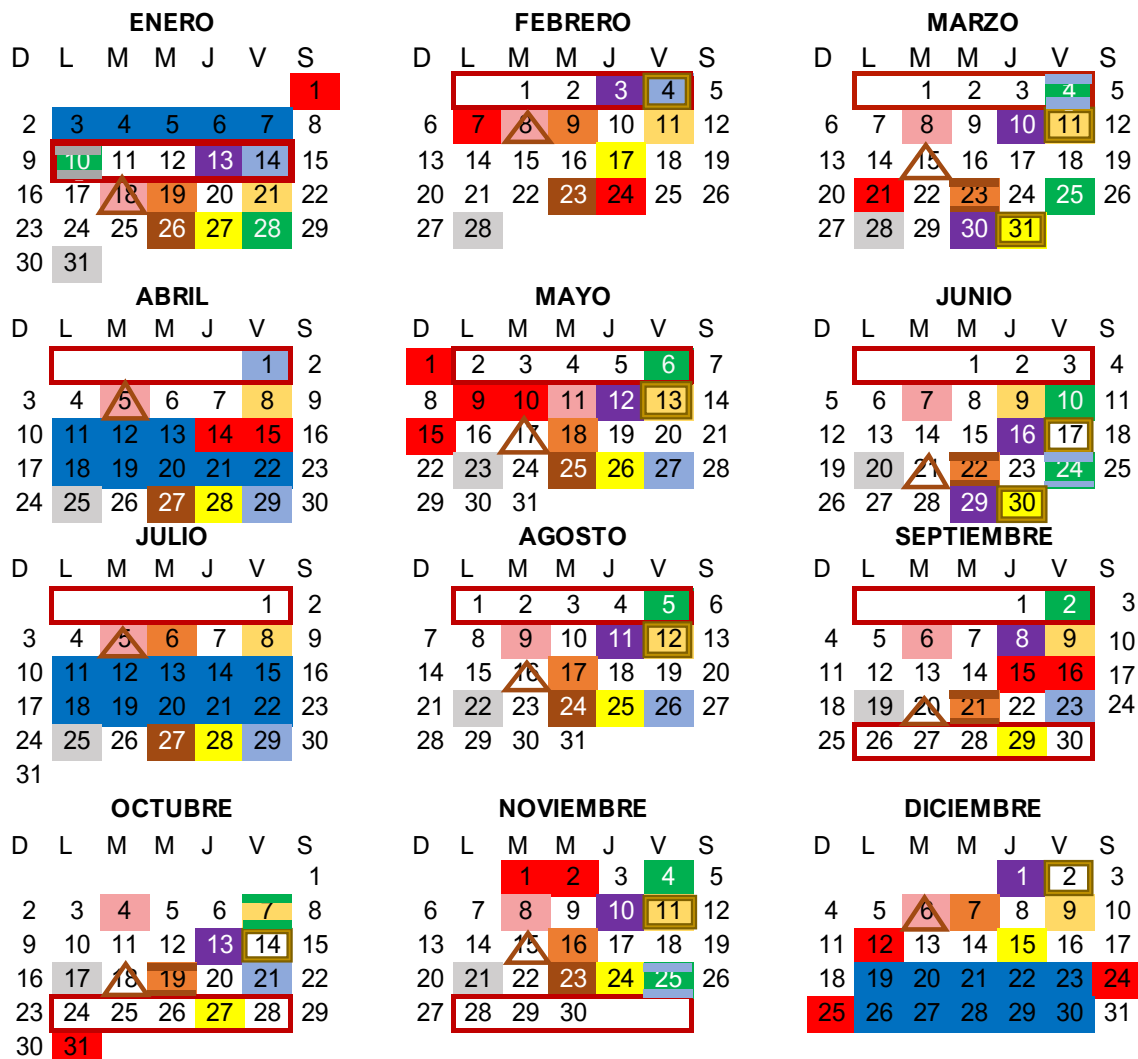 ENERO
D L M M J V S
1
2 3 4 5 6 7 8
9 10 11 12 13 14 15
16 17 18 19 20 21 22
23 24 25 26 27 28 29
30 31
FEBRERO
D L M M J V S
1 2 3 4 5
6 7 8 9 10 11 12
13 14 15 16 17 18 19
20 21 22 23 24 25 26
27 28
MARZO
D L M M J V S
1 2 3 4 5
6 7 8 9 10 11 12
13 14 15 16 17 18 19
20 21 22 23 24 25 26
27 28 29 30 31
ABRIL
D L M M J V S
1 2
3 4 5 6 7 8 9
10 11 12 13 14 15 16
17 18 19 20 21 22 23
24 25 26 27 28 29 30
MAYO
D L M M J V S
1 2 3 4 5 6 7
8 9 10 11 12 13 14
15 16 17 18 19 20 21
22 23 24 25 26 27 28
29 30 31
JUNIO
D L M M J V S
1 2 3 4
5 6 7 8 9 10 11
12 13 14 15 16 17 18
19 20 21 22 23 24 25
26 27 28 29 30
JULIO
D L M M J V S
1 2
3 4 5 6 7 8 9
10 11 12 13 14 15 16
17 18 19 20 21 22 23
24 25 26 27 28 29 30
31
AGOSTO
D L M M J V S
1 2 3 4 5 6
7 8 9 10 11 12 13
14 15 16 17 18 19 20
21 22 23 24 25 26 27
28 29 30 31
SEPTIEMBRE
D L M M J V S
1 2 3
4 5 6 7 8 9 10
11 12 13 14 15 16 17
18 19 20 21 22 23 24
25 26 27 28 29 30
OCTUBRE
D L M M J V S
1
2 3 4 5 6 7 8
9 10 11 12 13 14 15
16 17 18 19 20 21 22
23 24 25 26 27 28 29
30 31
NOVIEMBRE
D L M M J V S
1 2 3 4 5
6 7 8 9 10 11 12
13 14 15 16 17 18 19
20 21 22 23 24 25 26
27 28 29 30
DICIEMBRE
D L M M J V S
1 2 3
4 5 6 7 8 9 10
11 12 13 14 15 16 17
18 19 20 21 22 23 24
25 26 27 28 29 30 31